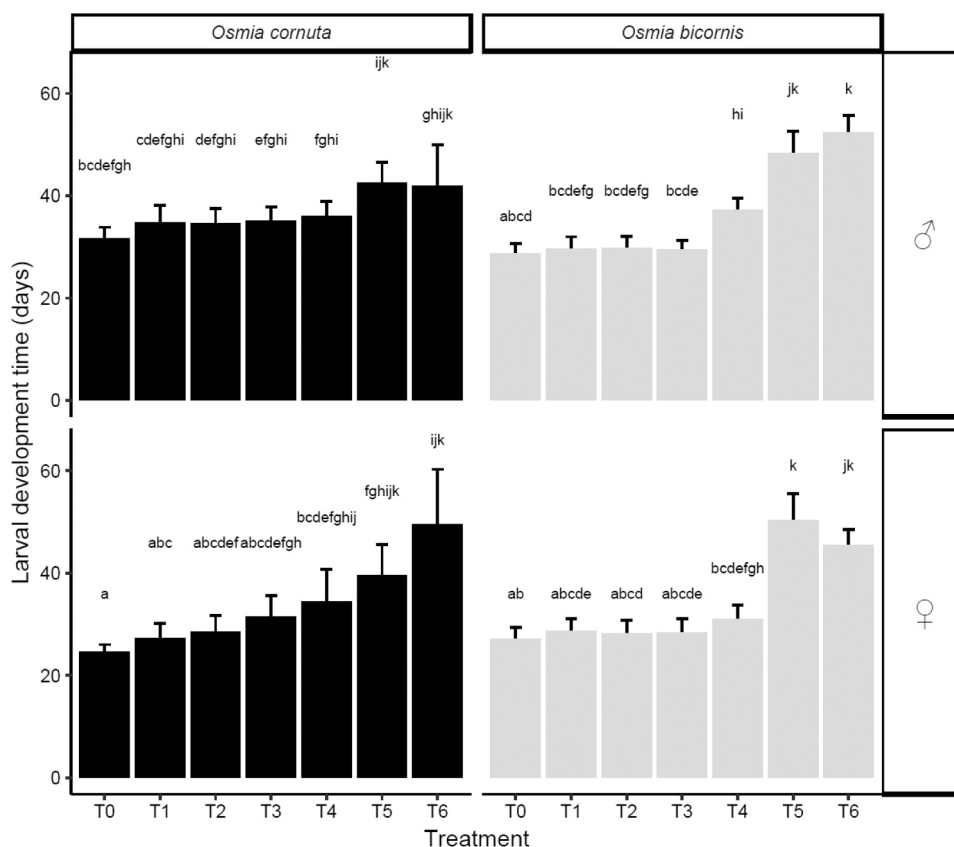 Osmia cornuta
Osmia bicornis
Larval development time (days)
60
40
20
0
bcdefgh
cdefghi
defghi
efghi
fghi
ijk
ghijk
abcd
bcdefg
bcdefg
bcde
hi
jk
k
♂
60
40
20
0
a
abc
abcdef
abcdefgh
bcdefghij
fghijk
ijk
ab
abcde
abcd
abcde
bcdefgh
k
jk
♀
T0 T1 T2 T3 T4 T5 T6
T0 T1 T2 T3 T4 T5 T6
Treatment